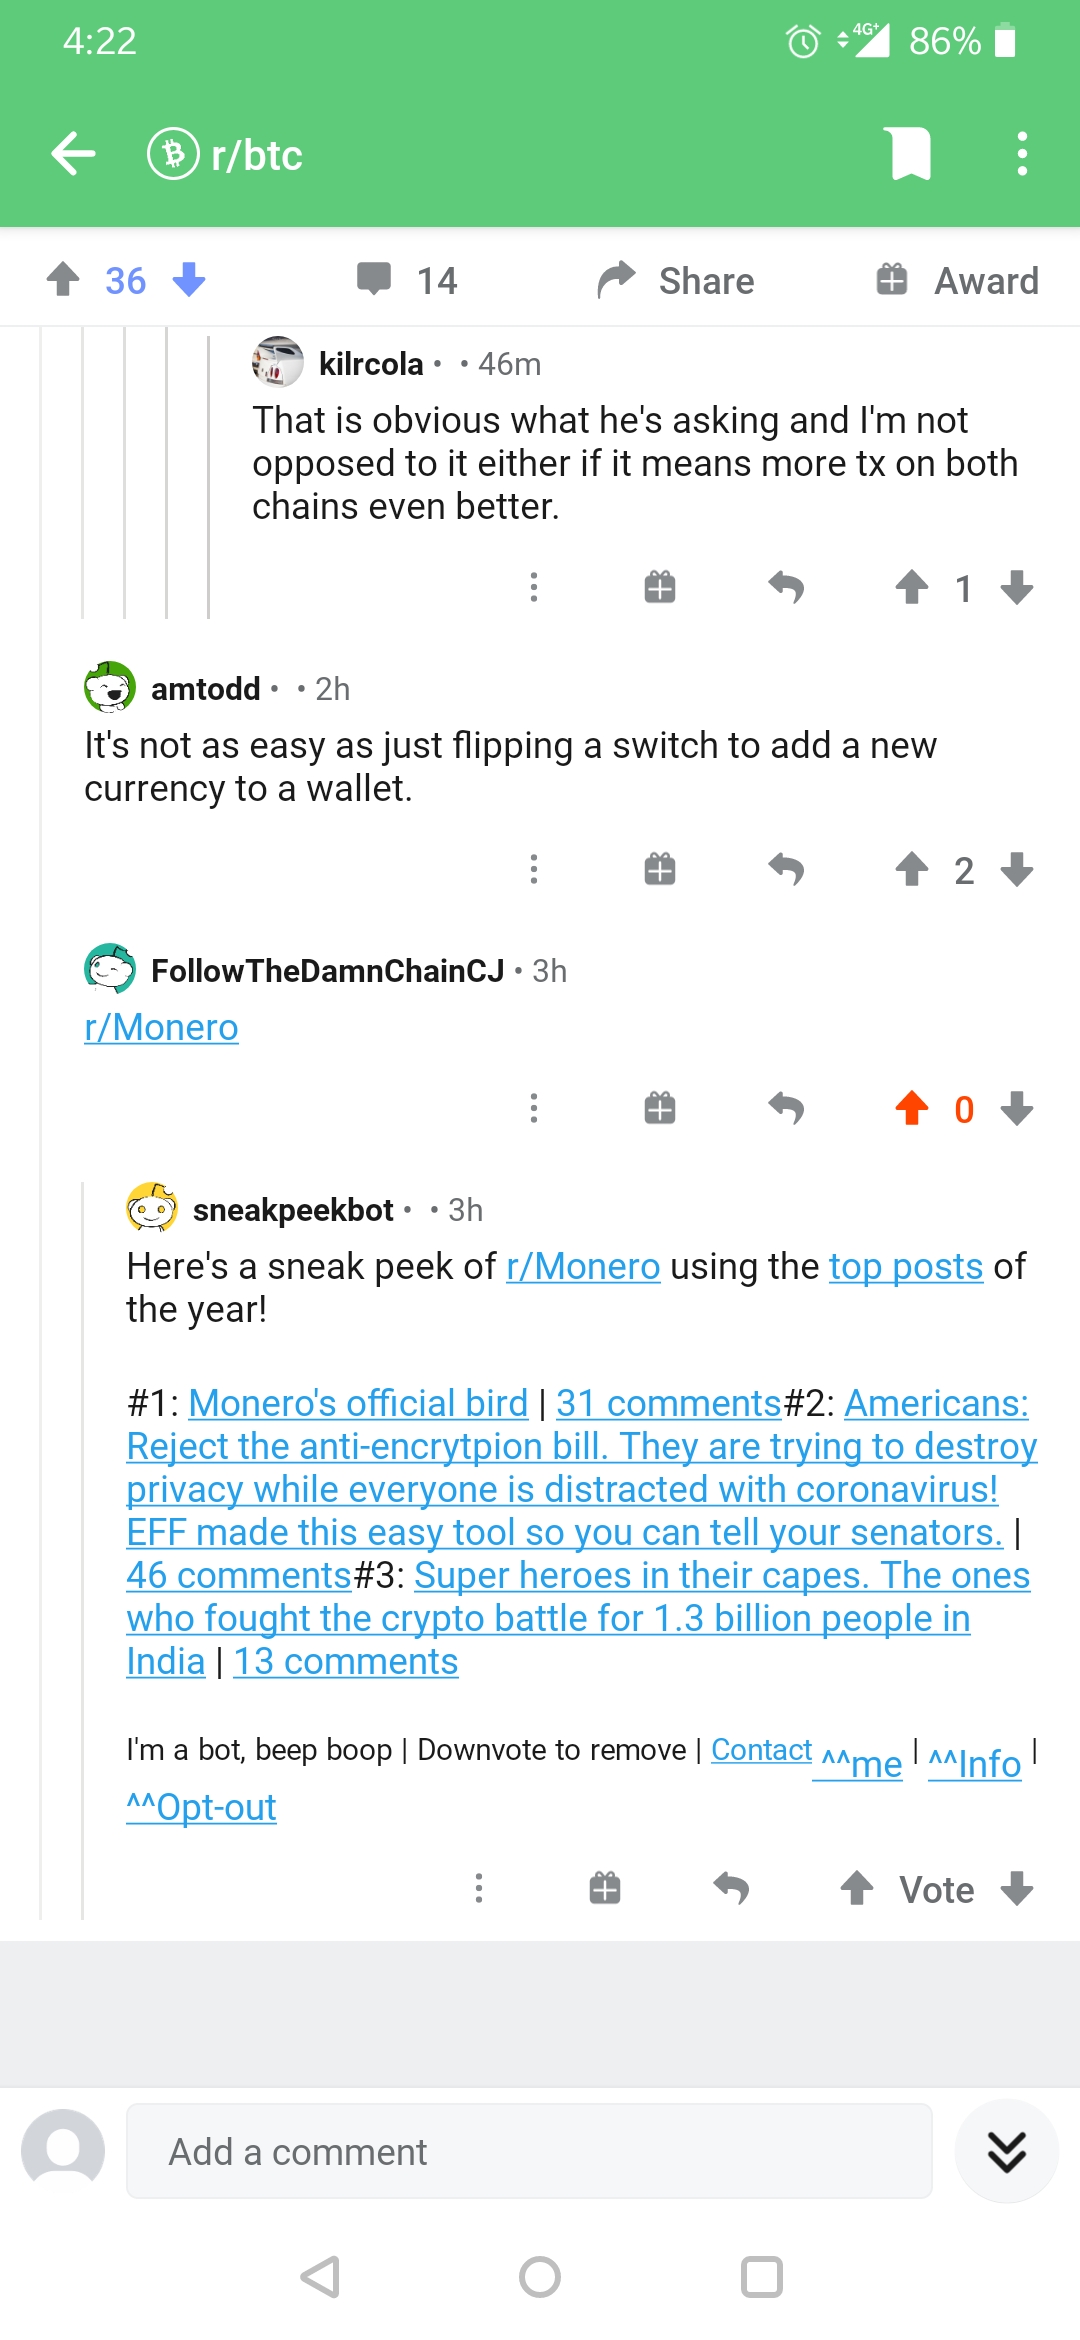 4:22 4G+ 86%
r/btc
36 14 Share Award
kilrcola • • 46m
That is obvious what he's asking and I'm not
opposed to it either if it means more tx on both
chains even better.
1
amtodd • • 2h
It's not as easy as just flipping a switch to add a new
currency to a wallet.
2
FollowTheDamnChainCJ • 3h
r/Monero
0
sneakpeekbot • • 3h
Here's a sneak peek of r/Monero using the top posts of
the year!
#1: Monero's official bird | 31 comments#2: Americans:
Reject the anti-encrytpion bill. They are trying to destroy
privacy while everyone is distracted with coronavirus!
EFF made this easy tool so you can tell your senators. |
46 comments#3: Super heroes in their capes. The ones
who fought the crypto battle for 1.3 billion people in
India | 13 comments
I'm a bot, beep boop | Downvote to remove | Contact ^^me | ^^Info |
^^Opt-out
Vote
Add a comment